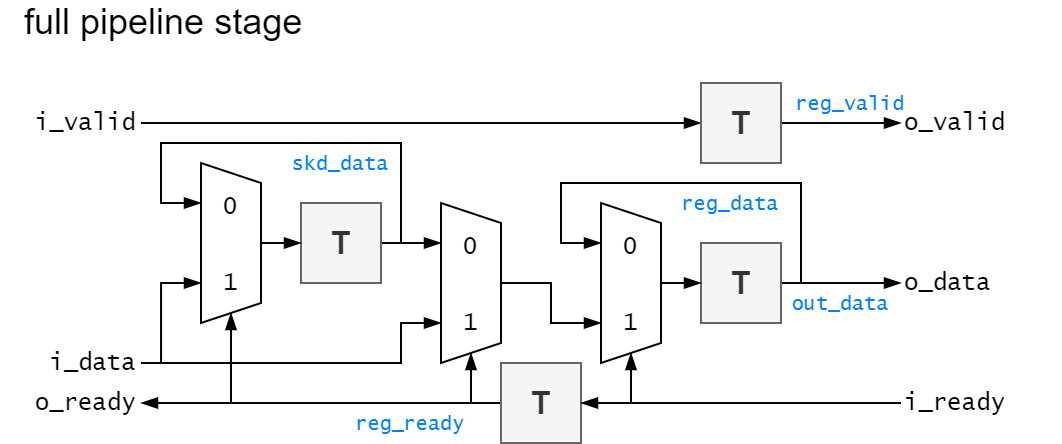 full pipeline stage
reg_valid
i_valid
T
o_valid
skd_data
0
reg_data
T
0
0
T
1
o_data
out_data
1
1
i_data
o_ready
T
i_ready
reg_ready